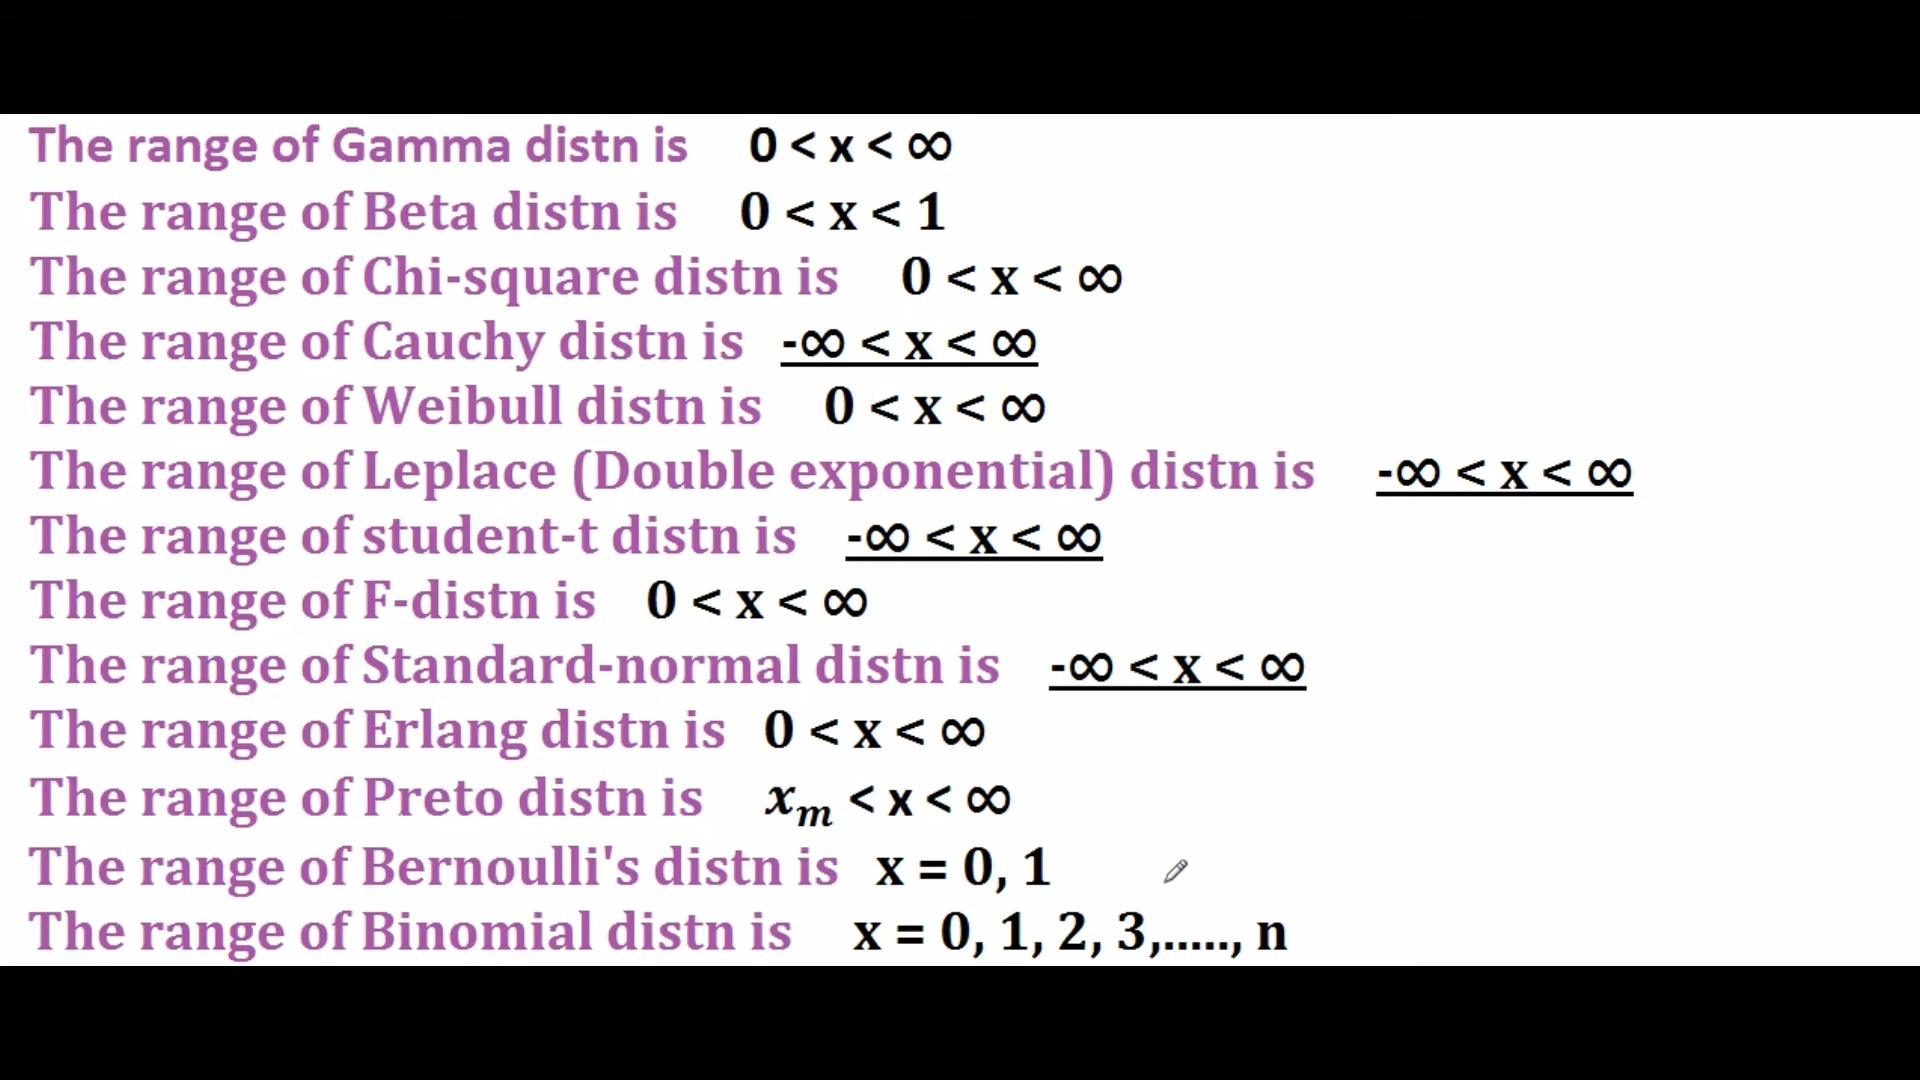 The range of Gamma distn is 0 < x < ∞
The range of Beta distn is 0 < x < 1
The range of Chi-square distn is 0 < x < ∞
The range of Cauchy distn is -∞ < x < ∞
The range of Weibull distn is 0 < x < ∞
The range of Leplace (Double exponential) distn is -∞ < x < ∞
The range of student-t distn is -∞ < x < ∞
The range of F-distn is 0 < x < ∞
The range of Standard-normal distn is -∞ < x < ∞
The range of Erlang distn is 0 < x < ∞
The range of Preto distn is xₘ < x < ∞
The range of Bernoulli's distn is x = 0, 1
The range of Binomial distn is x = 0, 1, 2, 3,....., n